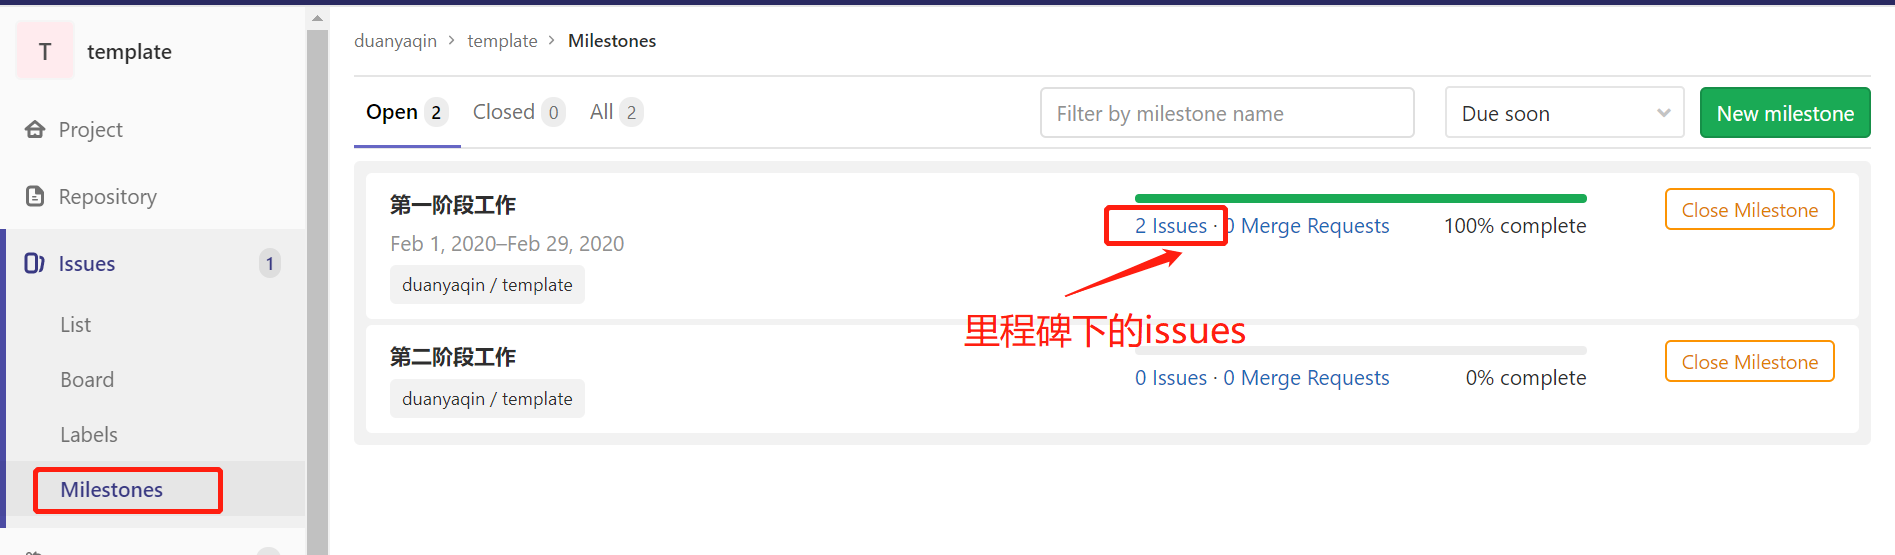 T template
Project
Repository
Issues 1
List
Board
Labels
Milestones
duanyaqin > template > Milestones
Open 2 Closed 0 All 2
Filter by milestone name
Due soon
New milestone
第一阶段工作
Feb 1, 2020–Feb 29, 2020
duanyaqin / template
2 Issues · 0 Merge Requests 100% complete
Close Milestone
里程碑下的issues
第二阶段工作
duanyaqin / template
0 Issues · 0 Merge Requests 0% complete
Close Milestone